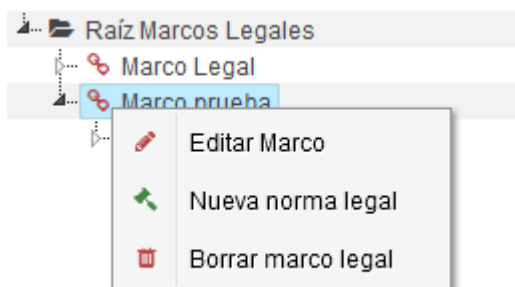 Raíz Marcos Legales
Marco Legal
Marco prueba
Editar Marco
Nueva norma legal
Borrar marco legal